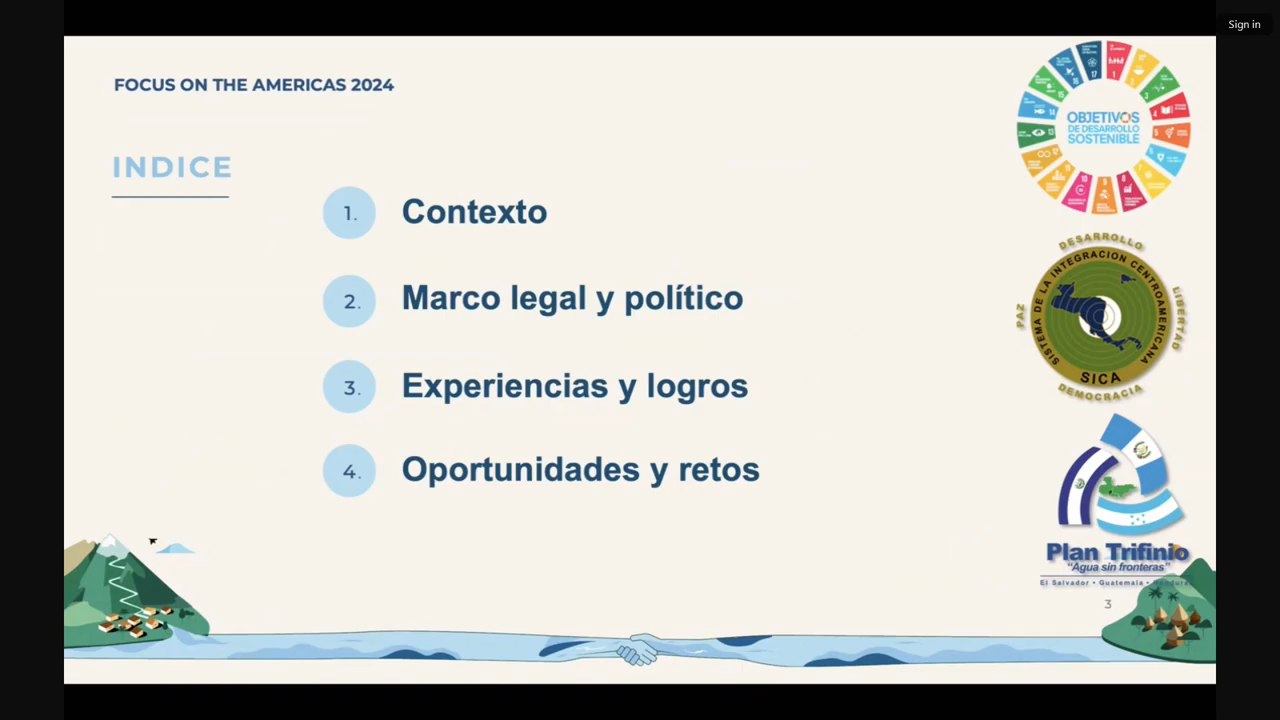 Sign in
FOCUS ON THE AMERICAS 2024
INDICE
1. Contexto
2. Marco legal y político
3. Experiencias y logros
4. Oportunidades y retos
OBJETIVOS
DE DESARROLLO
SOSTENIBLE
DESARROLLO
PAZ
LIBERTAD
SISTEMA DE LA INTEGRACION CENTROAMERICANA
SICA
DEMOCRACIA
Plan Trifinio
"Agua sin fronteras"
El Salvador • Guatemala •
3